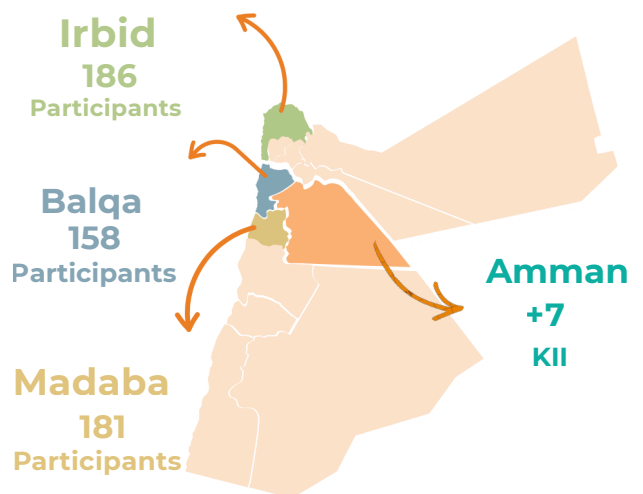 Irbid
186
Participants
Balqa
158
Participants
Amman
+7
KII
Madaba
181
Participants